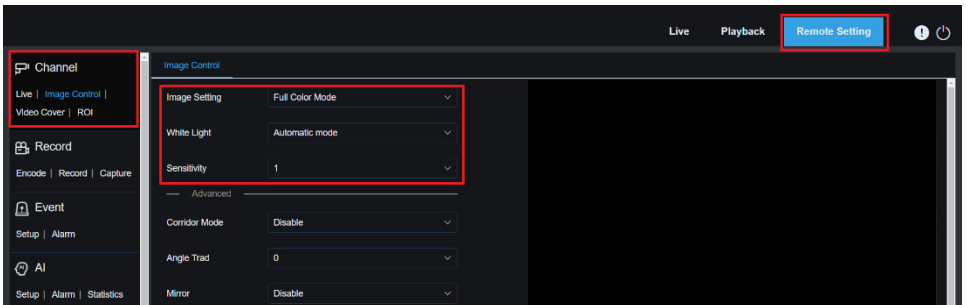 Live Playback Remote Setting
Channel
Live | Image Control |
Video Cover | ROI
Record
Encode | Record | Capture
Event
Setup | Alarm
AI
Setup | Alarm | Statistics
Image Control
Image Setting Full Color Mode
White Light Automatic mode
Sensitivity 1
Advanced
Corridor Mode Disable
Angle Trad 0
Mirror Disable